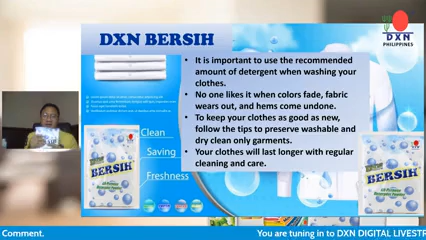 DXN BERSIH
DXN
PHILIPPINES
• It is important to use the recommended
amount of detergent when washing your
clothes.
• No one likes it when colors fade, fabric
wears out, and hems come undone.
• To keep your clothes as good as new,
follow the tips to preserve washable and
dry clean only garments.
• Your clothes will last longer with regular
cleaning and care.
Clean
Saving
Freshness
BERSIH
BERSIH
Comment.
You are tuning in to DXN DIGITAL LIVESTR